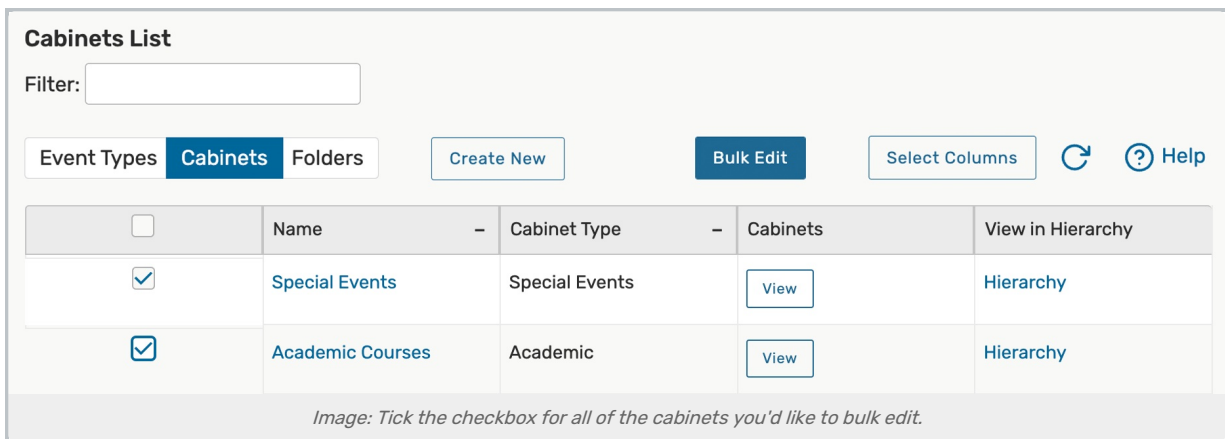 Cabinets List
Filter:
Event Types Cabinets Folders Create New Bulk Edit Select Columns Help
Name – Cabinet Type – Cabinets View in Hierarchy
Special Events Special Events View Hierarchy
Academic Courses Academic View Hierarchy
Image: Tick the checkbox for all of the cabinets you'd like to bulk edit.